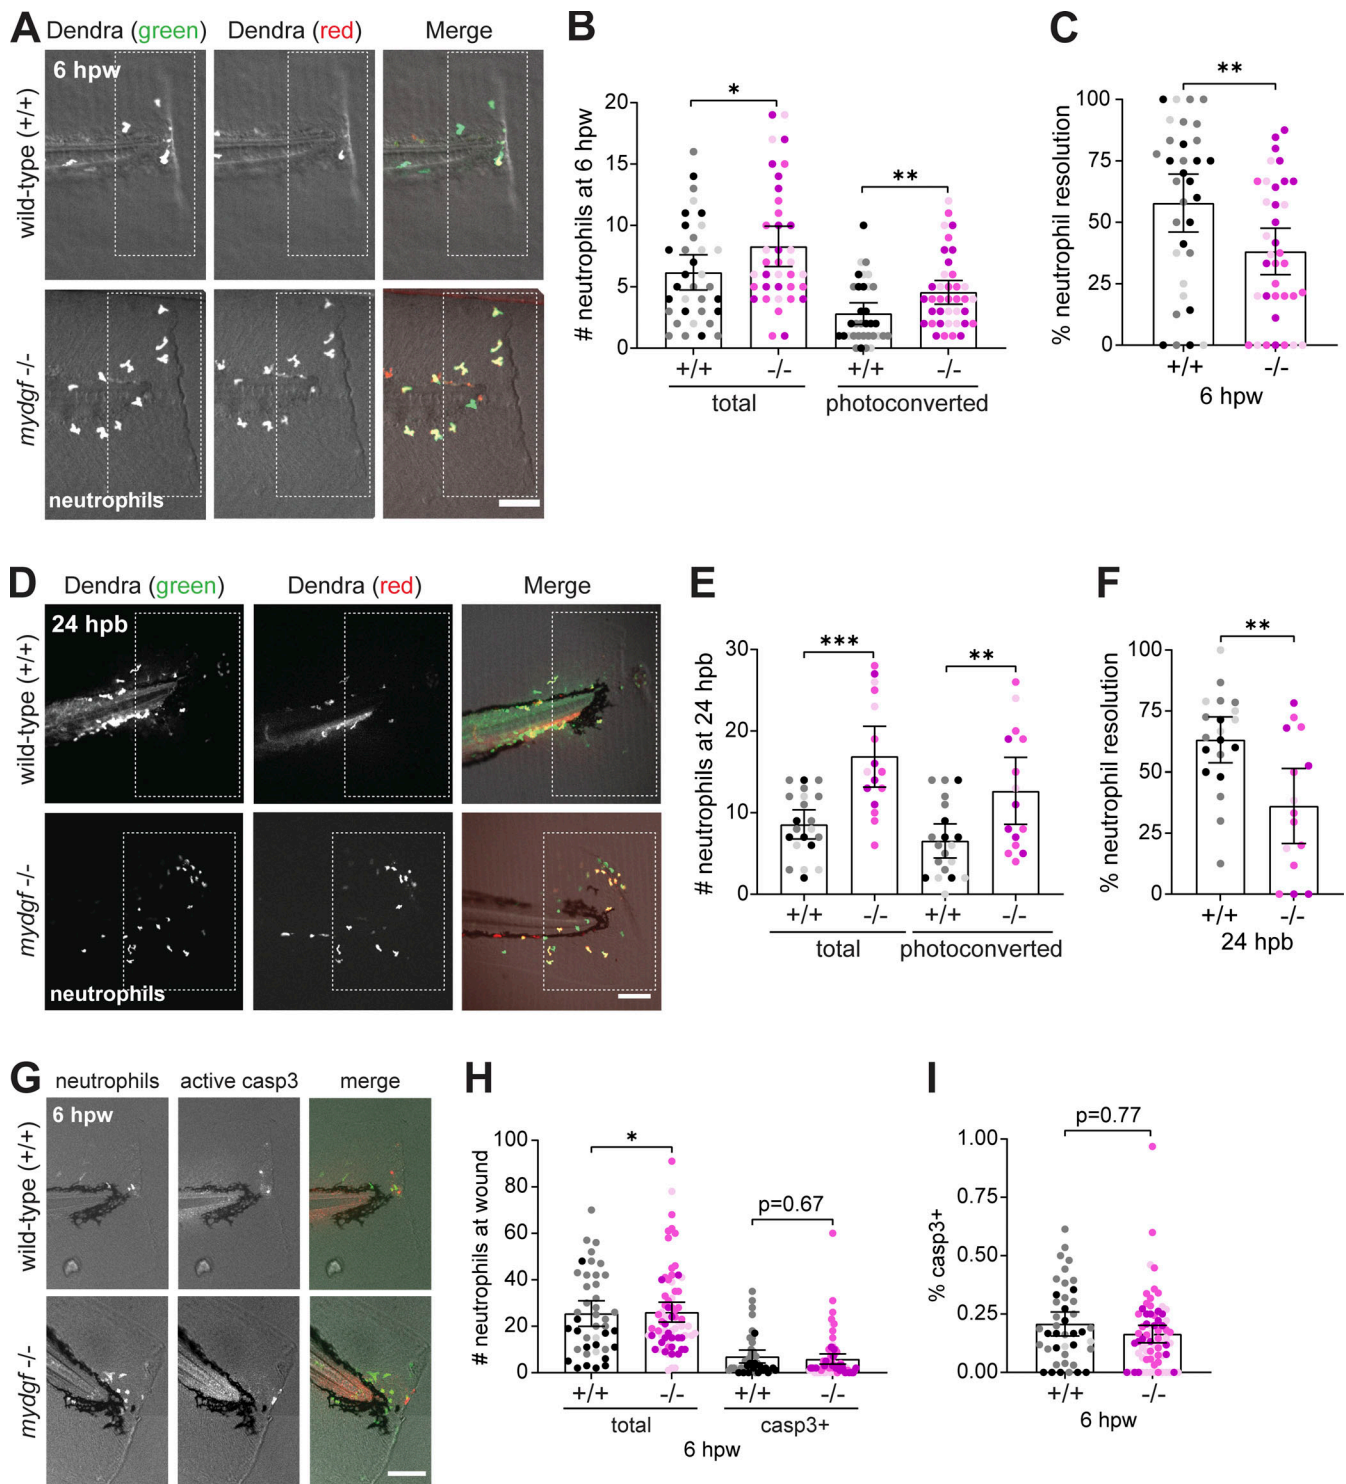 A
Dendra (green)
Dendra (red)
Merge
6 hpw
wild-type (+/+)
mydgf -/-
neutrophils
B
# neutrophils at 6 hpw
20
15
10
5
0
*
**
+/+
-/-
+/+
-/-
total
photoconverted
C
% neutrophil resolution
100
75
50
25
0
**
+/+
-/-
6 hpw
D
Dendra (green)
Dendra (red)
Merge
24 hpb
wild-type (+/+)
mydgf -/-
neutrophils
E
# neutrophils at 24 hpb
30
20
10
0
***
**
+/+
-/-
+/+
-/-
total
photoconverted
F
% neutrophil resolution
100
75
50
25
0
**
+/+
-/-
24 hpb
G
neutrophils
active casp3
merge
6 hpw
wild-type (+/+)
mydgf -/-
H
# neutrophils at wound
100
80
60
40
20
0
*
p=0.67
+/+
-/-
+/+
-/-
total
casp3+
6 hpw
I
% casp3+
1.00
0.75
0.50
0.25
0.00
p=0.77
+/+
-/-
6 hpw